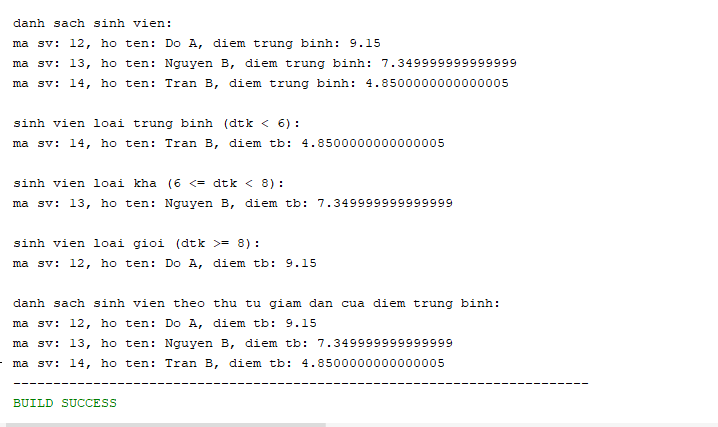 danh sach sinh vien:
ma sv: 12, ho ten: Do A, diem trung binh: 9.15
ma sv: 13, ho ten: Nguyen B, diem trung binh: 7.349999999999999
ma sv: 14, ho ten: Tran B, diem trung binh: 4.8500000000000005
sinh vien loai trung binh (dtk < 6):
ma sv: 14, ho ten: Tran B, diem tb: 4.8500000000000005
sinh vien loai kha (6 <= dtk < 8):
ma sv: 13, ho ten: Nguyen B, diem tb: 7.349999999999999
sinh vien loai gioi (dtk >= 8):
ma sv: 12, ho ten: Do A, diem tb: 9.15
danh sach sinh vien theo thu tu giam dan cua diem trung binh:
ma sv: 12, ho ten: Do A, diem tb: 9.15
ma sv: 13, ho ten: Nguyen B, diem tb: 7.349999999999999
ma sv: 14, ho ten: Tran B, diem tb: 4.8500000000000005
------------------------------------------------------------------------
BUILD SUCCESS